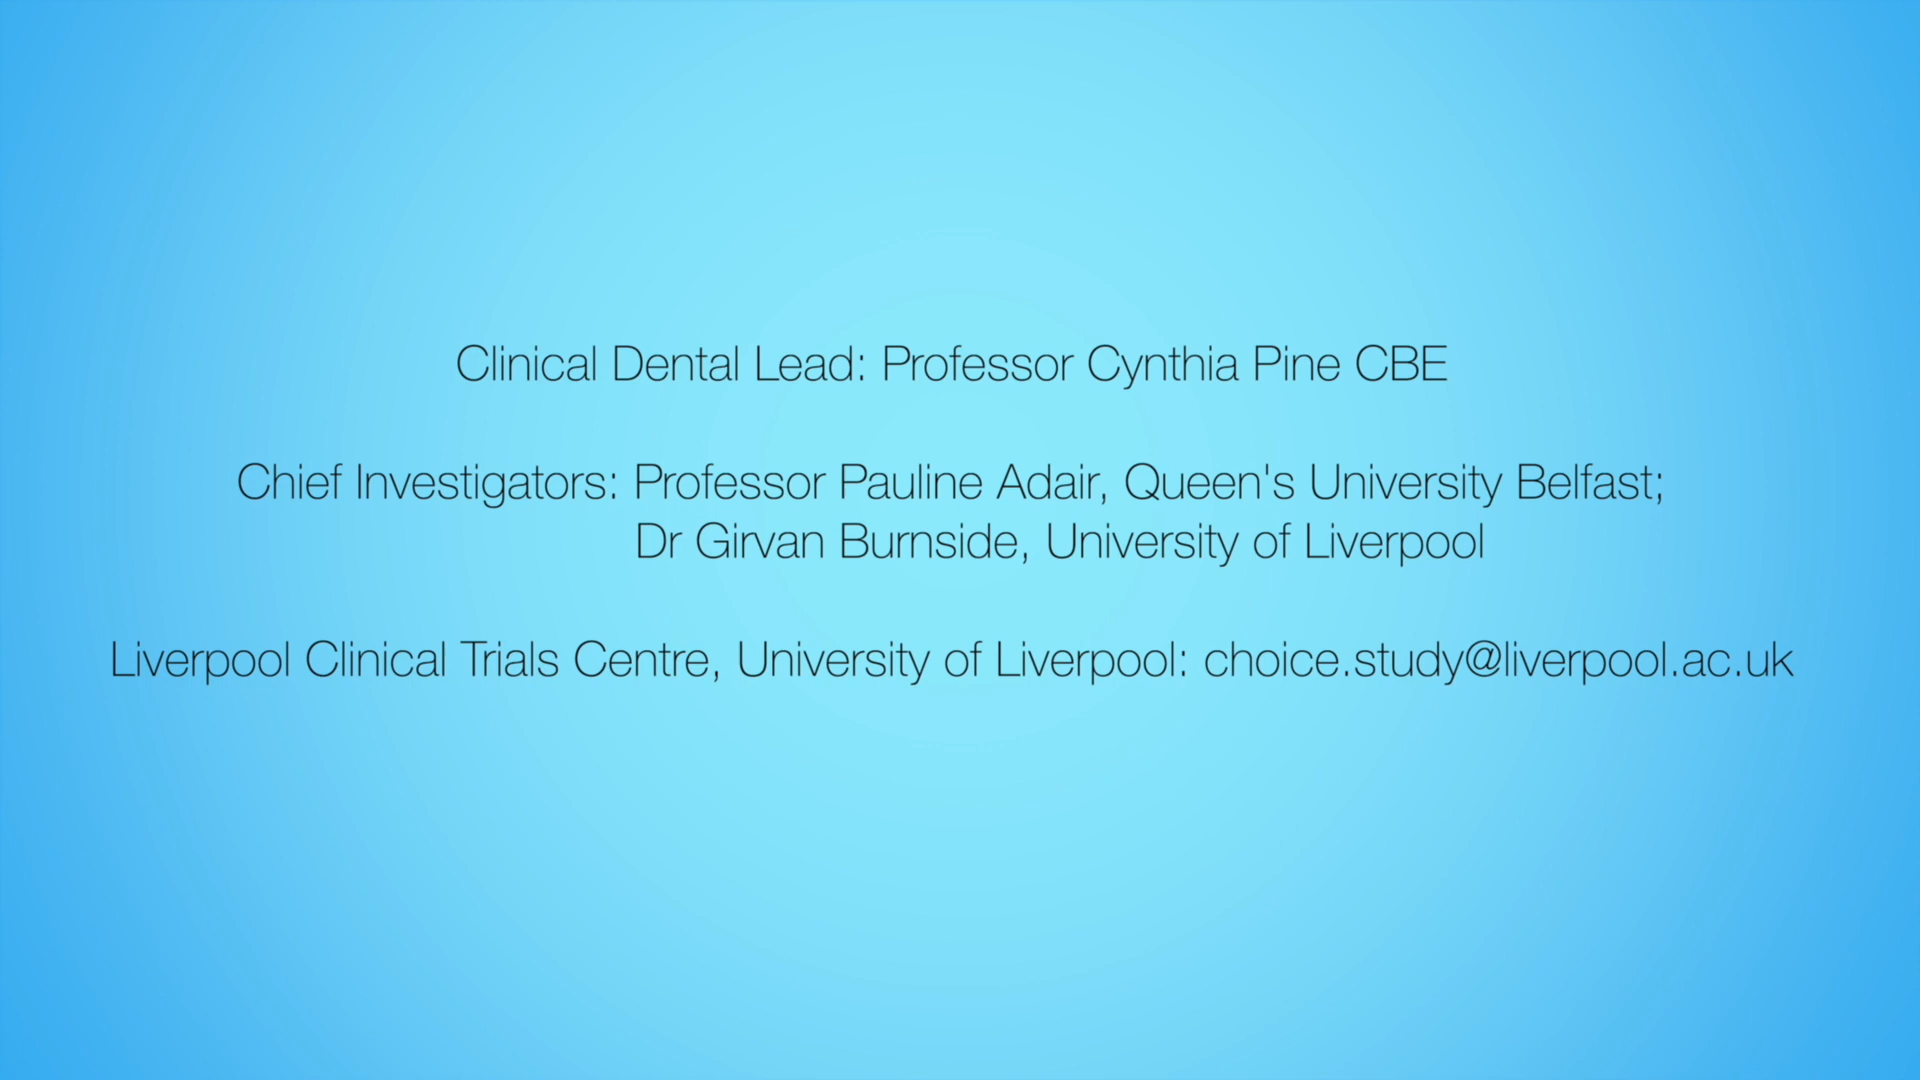 Clinical Dental Lead: Professor Cynthia Pine CBE
Chief Investigators: Professor Pauline Adair, Queen's University Belfast;
Dr Girvan Burnside, University of Liverpool
Liverpool Clinical Trials Centre, University of Liverpool: choice.study@liverpool.ac.uk